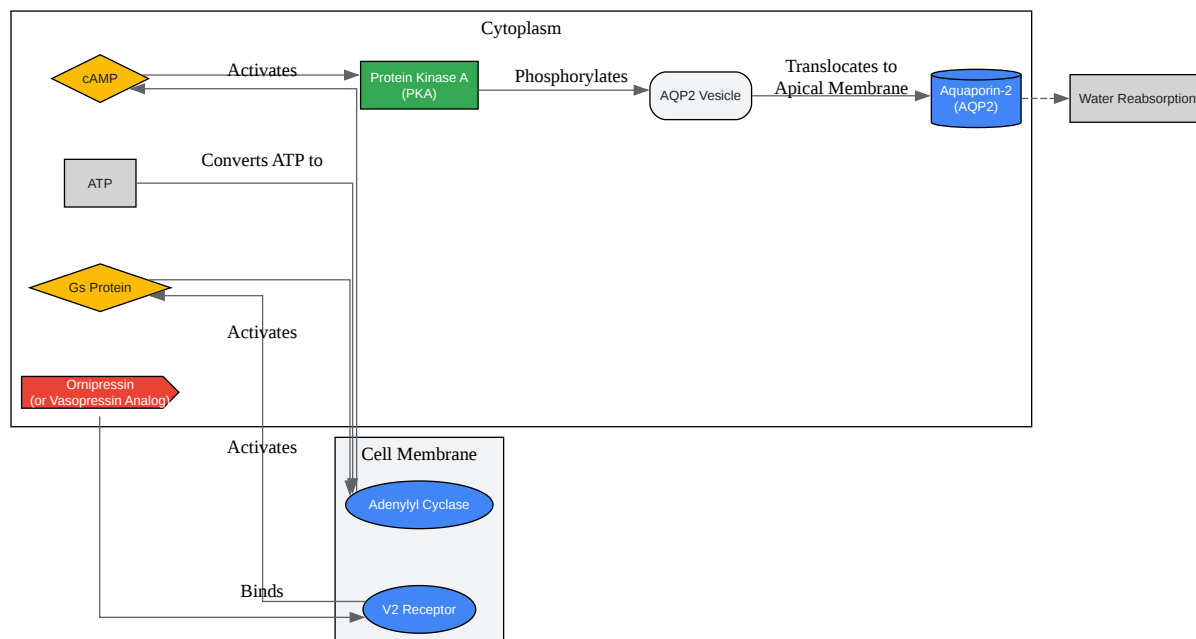 Cytoplasm
cAMP
Activates
Protein Kinase A
(PKA)
Phosphorylates
AQP2 Vesicle
Translocates to
Apical Membrane
Aquaporin-2
(AQP2)
Water Reabsorption
Converts ATP to
ATP
Gs Protein
Activates
Ornipressin
(or Vasopressin Analog)
Activates
Cell Membrane
Adenylyl Cyclase
Binds
V2 Receptor